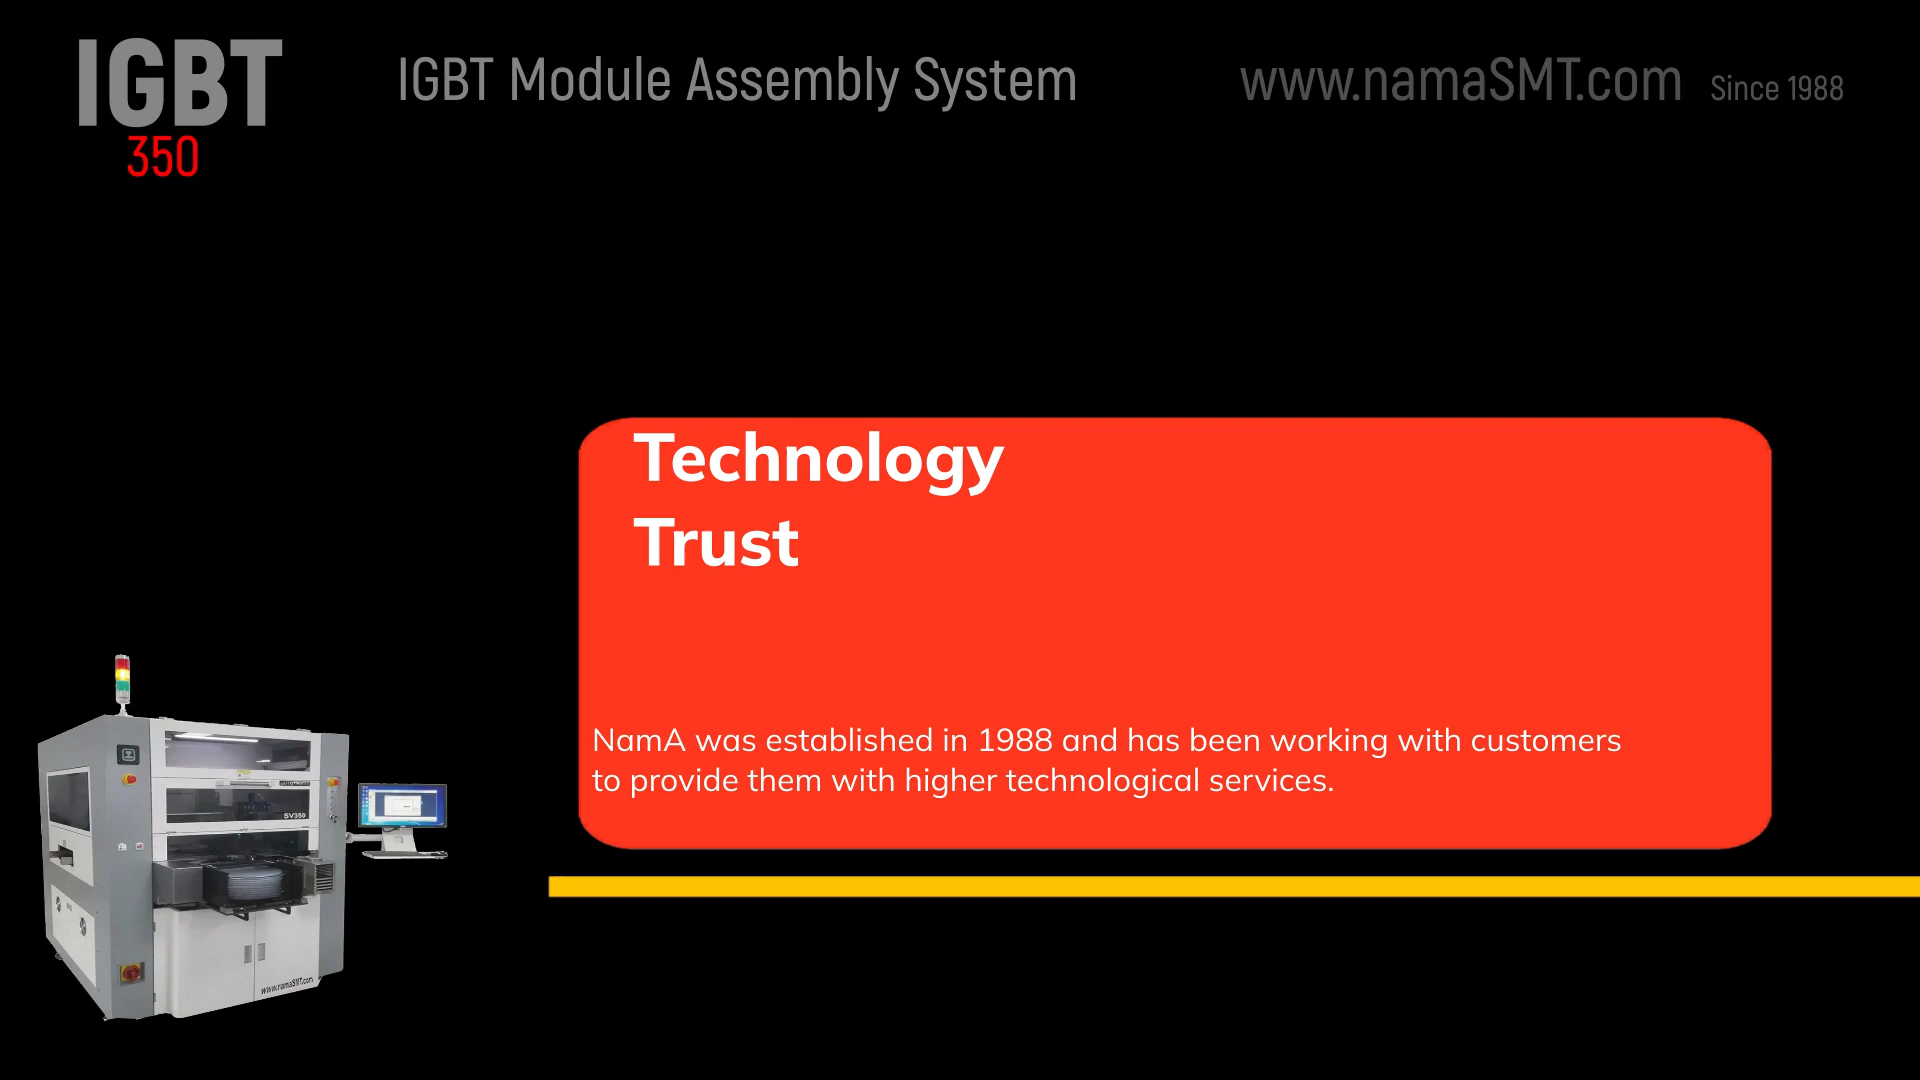 IGBT
350
IGBT Module Assembly System
www.namaSMT.com Since 1988
Technology
Trust
NamA was established in 1988 and has been working with customers
to provide them with higher technological services.
SV350
www.namaSMT.com